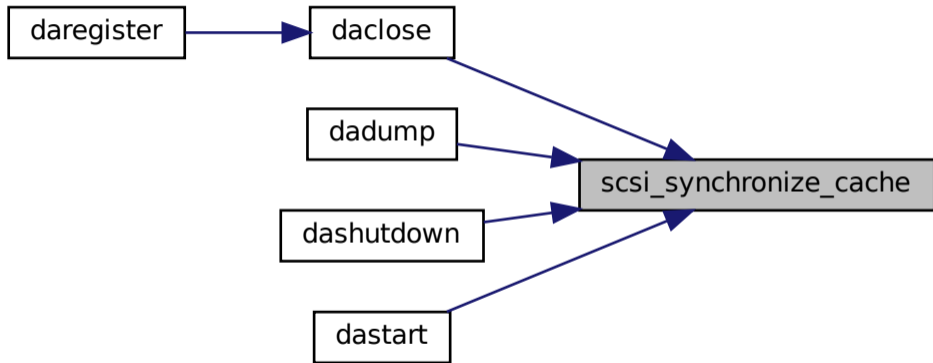 daregister
daclose
dadump
scsi_synchronize_cache
dashutdown
dastart